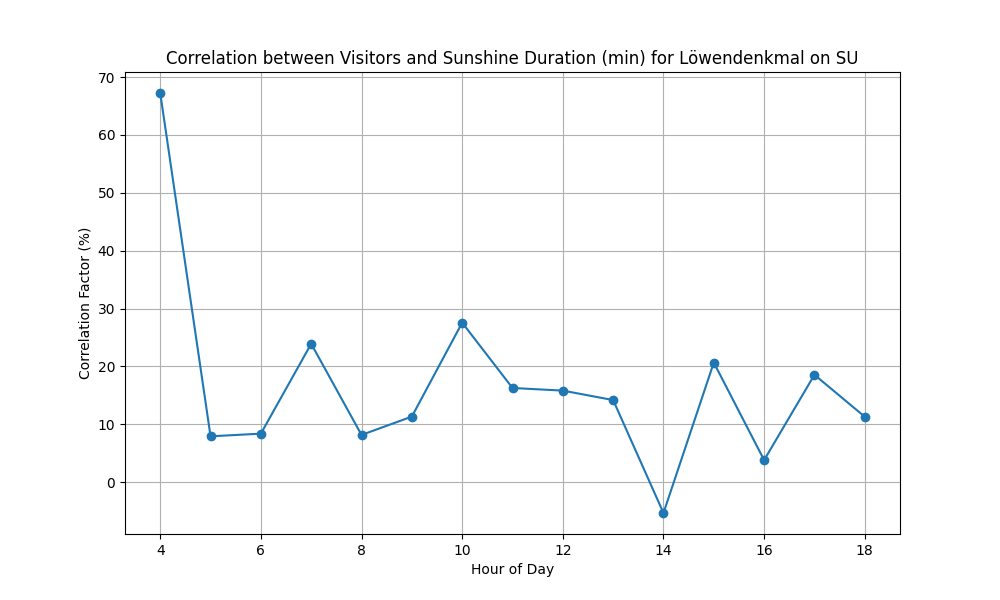 Correlation between Visitors and Sunshine Duration (min) for Löwendenkmal on SU
70
60
50
40
30
20
10
0
Correlation Factor (%)
4 6 8 10 12 14 16 18
Hour of Day